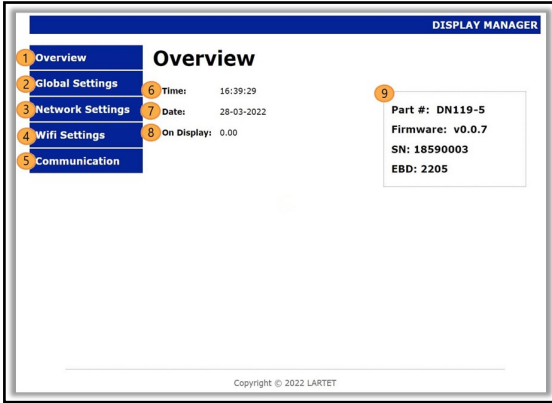 DISPLAY MANAGER
1 Overview
2 Global Settings
3 Network Settings
4 Wifi Settings
5 Communication
Overview
6 Time: 16:39:29
7 Date: 28-03-2022
8 On Display: 0.00
9
Part #: DN119-5
Firmware: v0.0.7
SN: 18590003
EBD: 2205
Copyright © 2022 LARTET